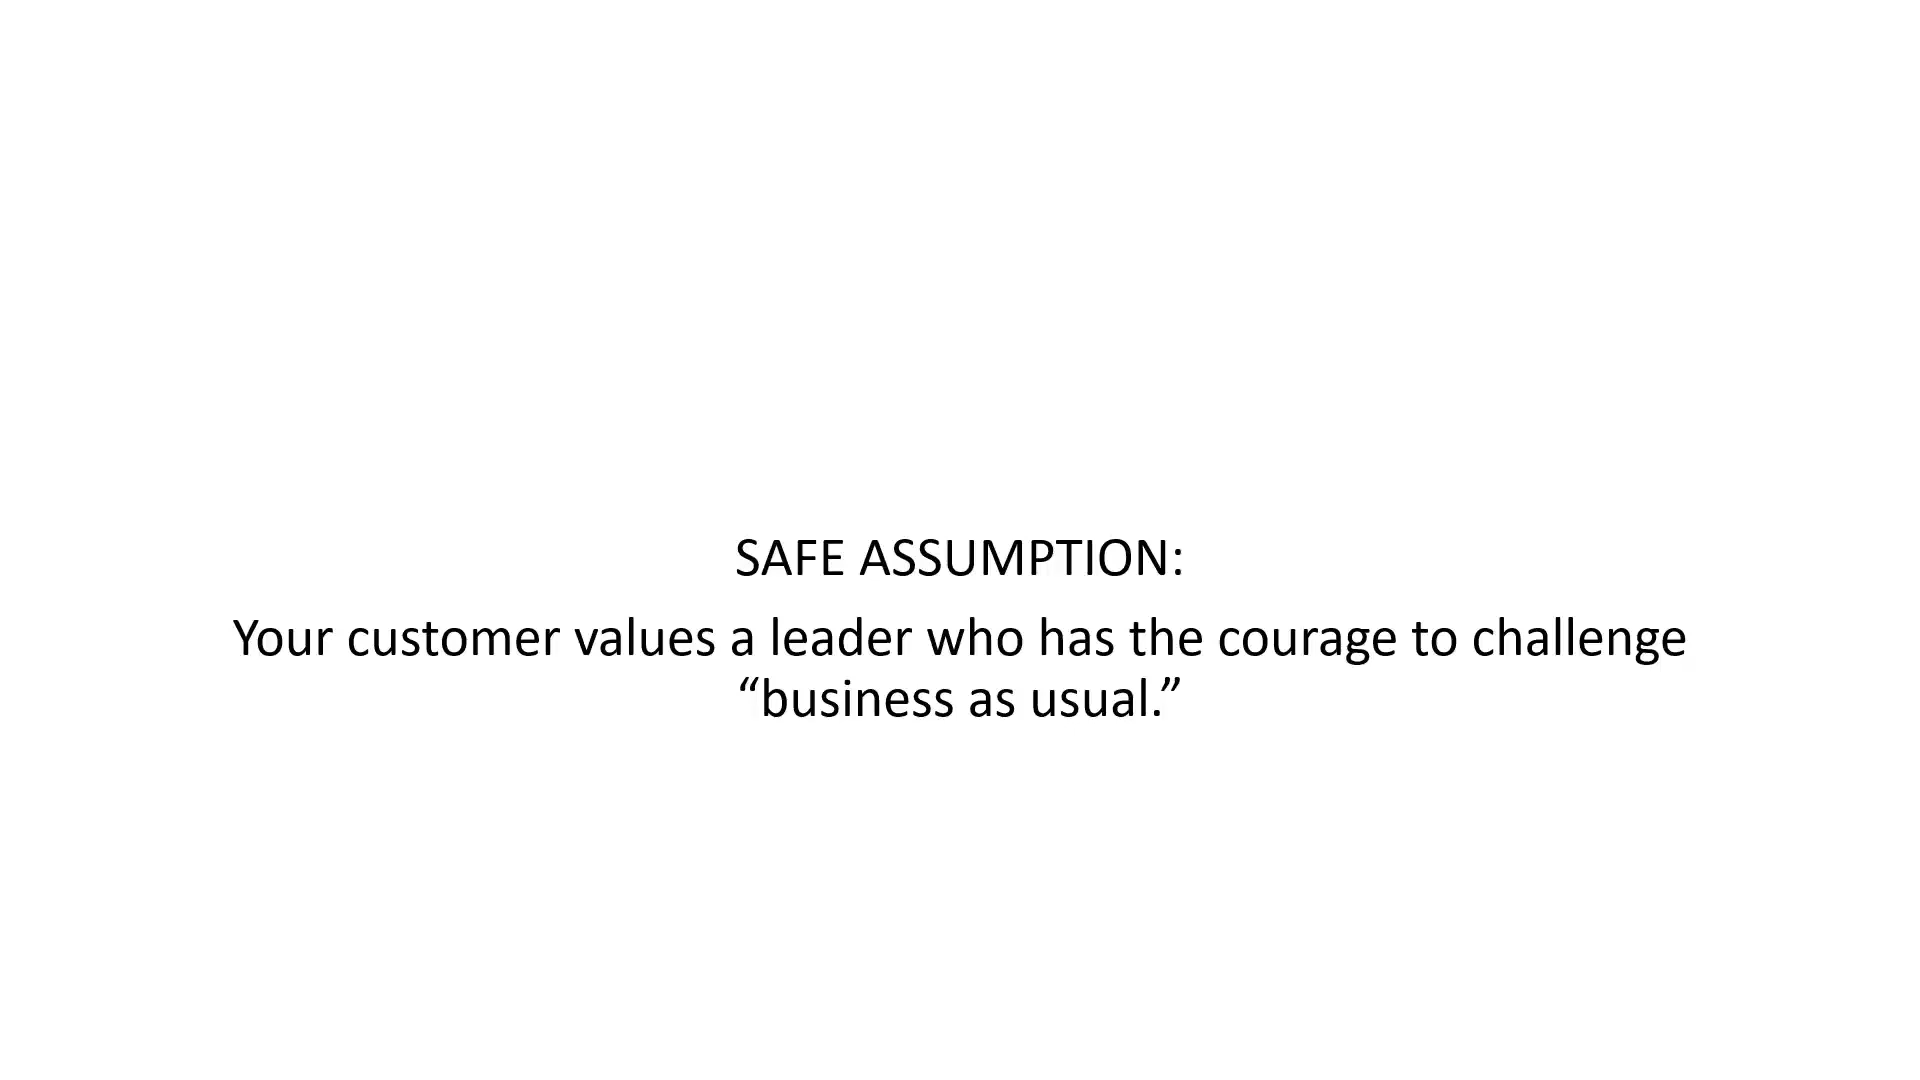 SAFE ASSUMPTION:
Your customer values a leader who has the courage to challenge
“business as usual.”